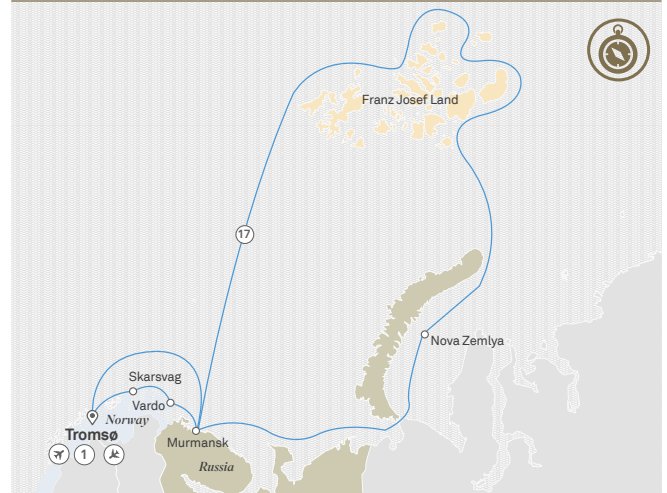 Franz Josef Land
17
Nova Zemlya
Skarsvag
Vardo
Norway
Tromsø
Murmansk
1
Russia